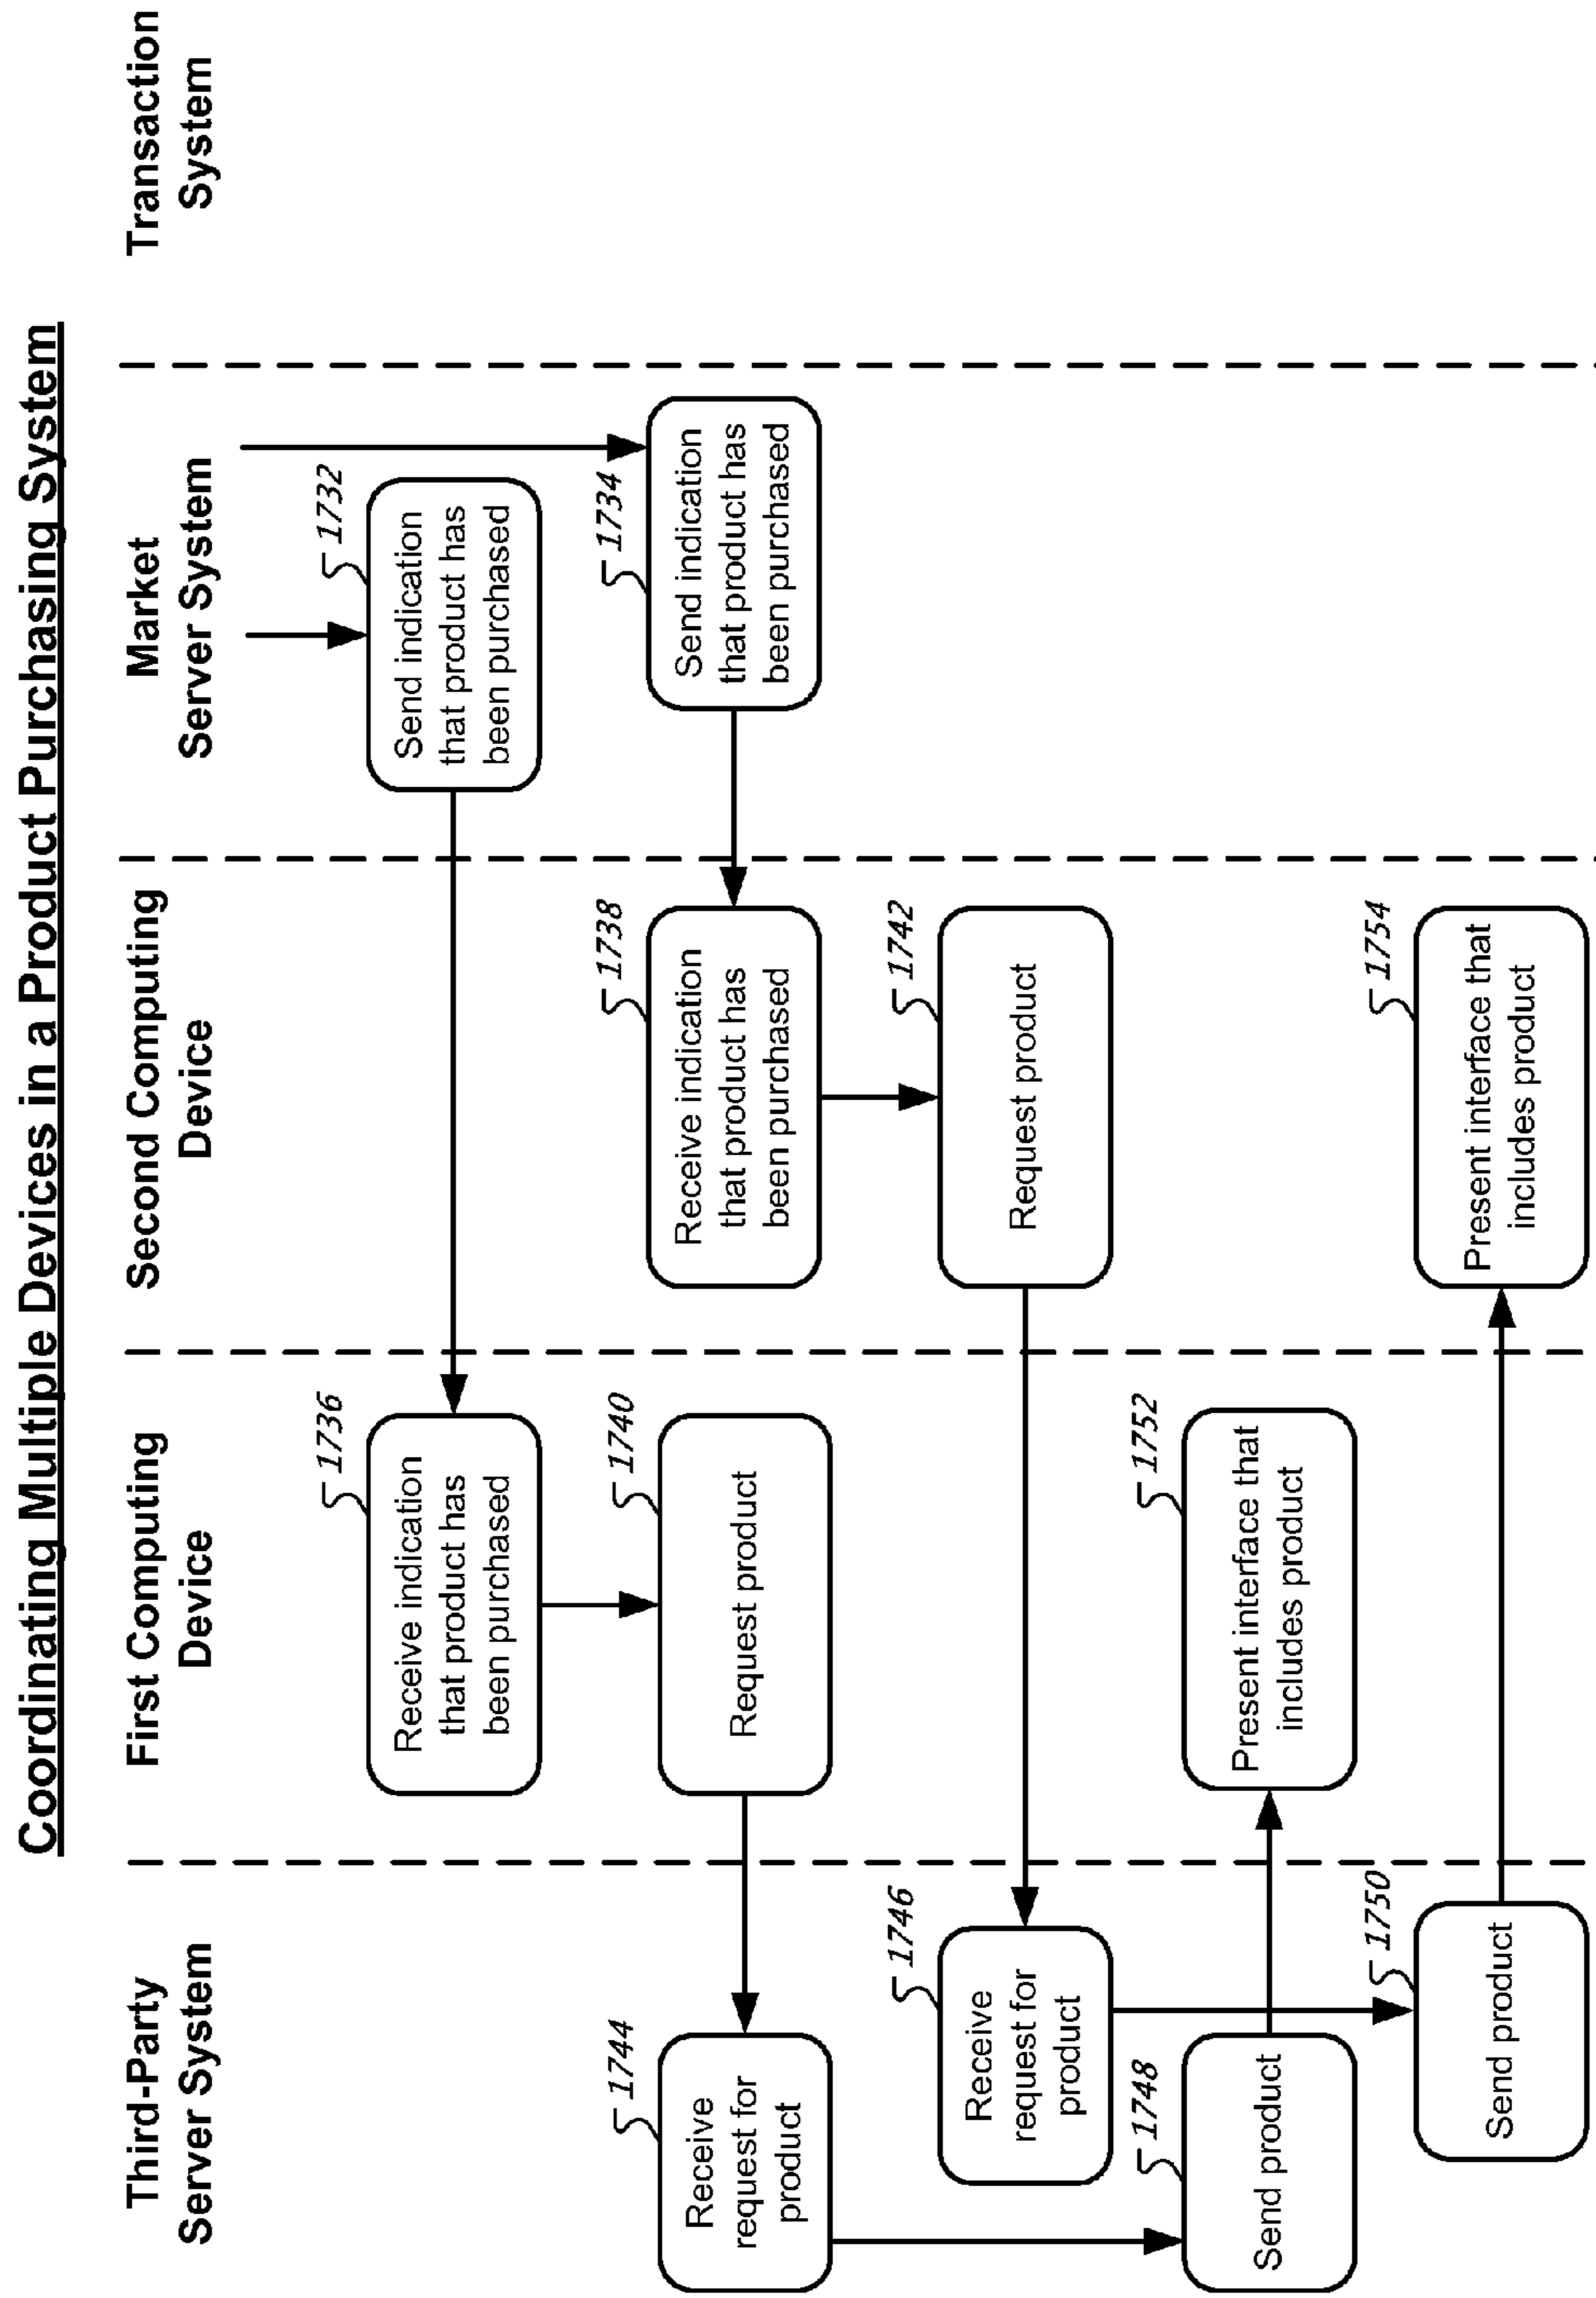 Coordinating Multiple Devices in a Product Purchasing System
Third-Party
Server System
First Computing
Device
Second Computing
Device
Market
Server System
Transaction
System
1732
Send indication
that product has
been purchased
1736
Receive indication
that product has
been purchased
1734
Send indication
that product has
been purchased
1738
Receive indication
that product has
been purchased
1740
Request product
1744
Receive
request for
product
1742
Request product
1746
Receive
request for
product
1748
Send product
1752
Present interface that
includes product
1750
Send product
1754
Present interface that
includes product